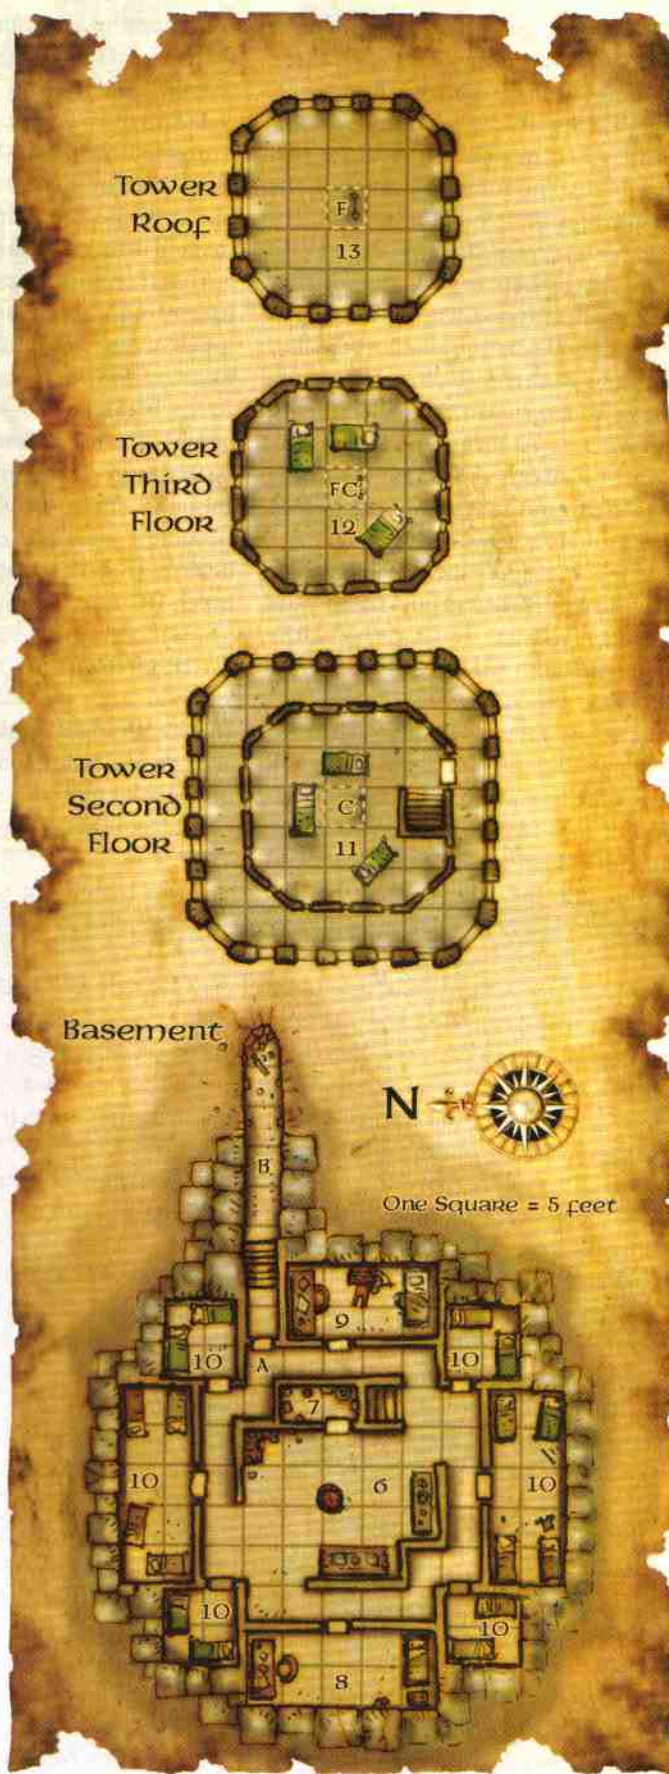 Tower
Roof
F
13
Tower
Third
Floor
FC
12
Tower
Second
Floor
C
11
Basement
N
B
One Square = 5 feet
9
10
A
10
7
10
6
10
10
10
8